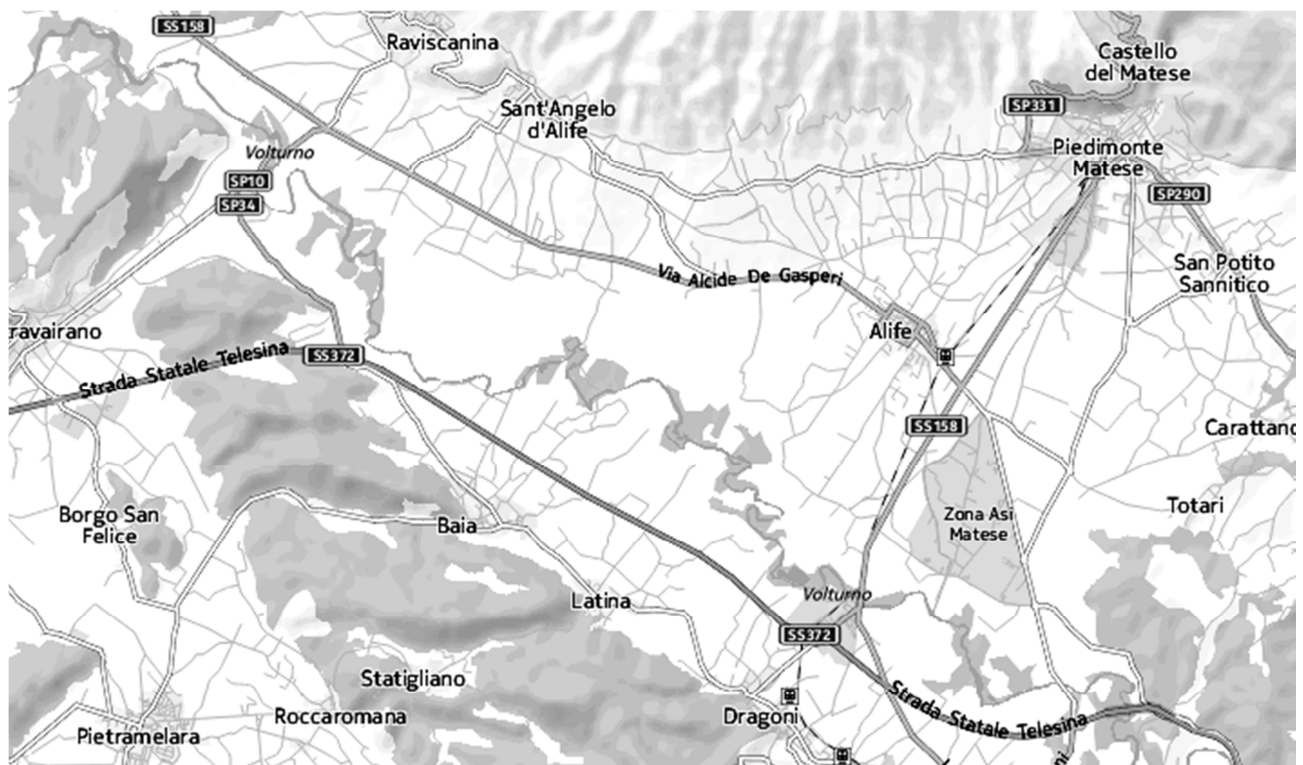 SS158
Raviscanina
Castello
del Matese
Sant'Angelo
d'Alife
SP331
Volturno
Piedimonte
Matese
SP10
SP34
SP290
San Potito
Sannitico
Via Alcide De Gasperi
ravairano
Alife
Strada Statale Telesina
SS372
SS158
Carattano
Borgo San
Felice
Baia
Totari
Zona Asi
Matese
Latina
Volturno
SS372
Statigliano
Roccaromana
Dragoni
Strada Statale Telesina
Pietramelara
ni